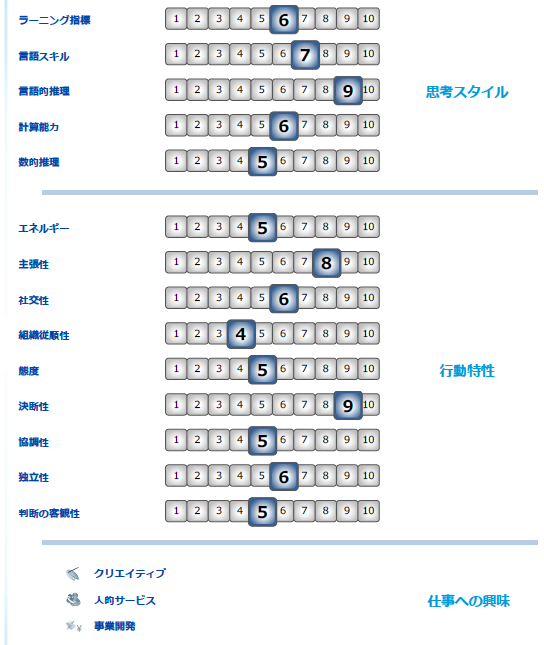 ラーニング指標 1 2 3 4 5 6 7 8 9 10
言語スキル 1 2 3 4 5 6 7 8 9 10
言語的推理 1 2 3 4 5 6 7 8 9 10
思考スタイル
計算能力 1 2 3 4 5 6 7 8 9 10
数的推理 1 2 3 4 5 6 7 8 9 10
エネルギー 1 2 3 4 5 6 7 8 9 10
主張性 1 2 3 4 5 6 7 8 9 10
社交性 1 2 3 4 5 6 7 8 9 10
組織従順性 1 2 3 4 5 6 7 8 9 10
態度 1 2 3 4 5 6 7 8 9 10
行動特性
決断性 1 2 3 4 5 6 7 8 9 10
協調性 1 2 3 4 5 6 7 8 9 10
独立性 1 2 3 4 5 6 7 8 9 10
判断の客観性 1 2 3 4 5 6 7 8 9 10
クリエイティブ
人的サービス
仕事への興味
事業開発